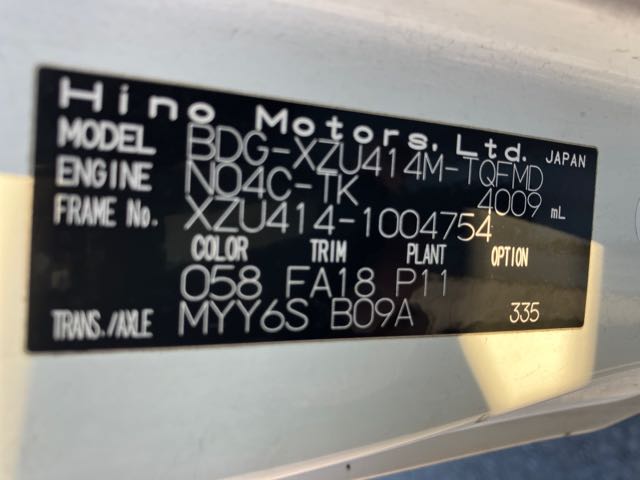 Hino Motors, Ltd. JAPAN
MODEL BDG-XZU414M-TQFMD
ENGINE N04C-TK 4009 mL
FRAME No. XZU414-1004754
COLOR TRIM PLANT OPTION
058 FA18 P11
TRANS./AXLE MYY6S B09A 335